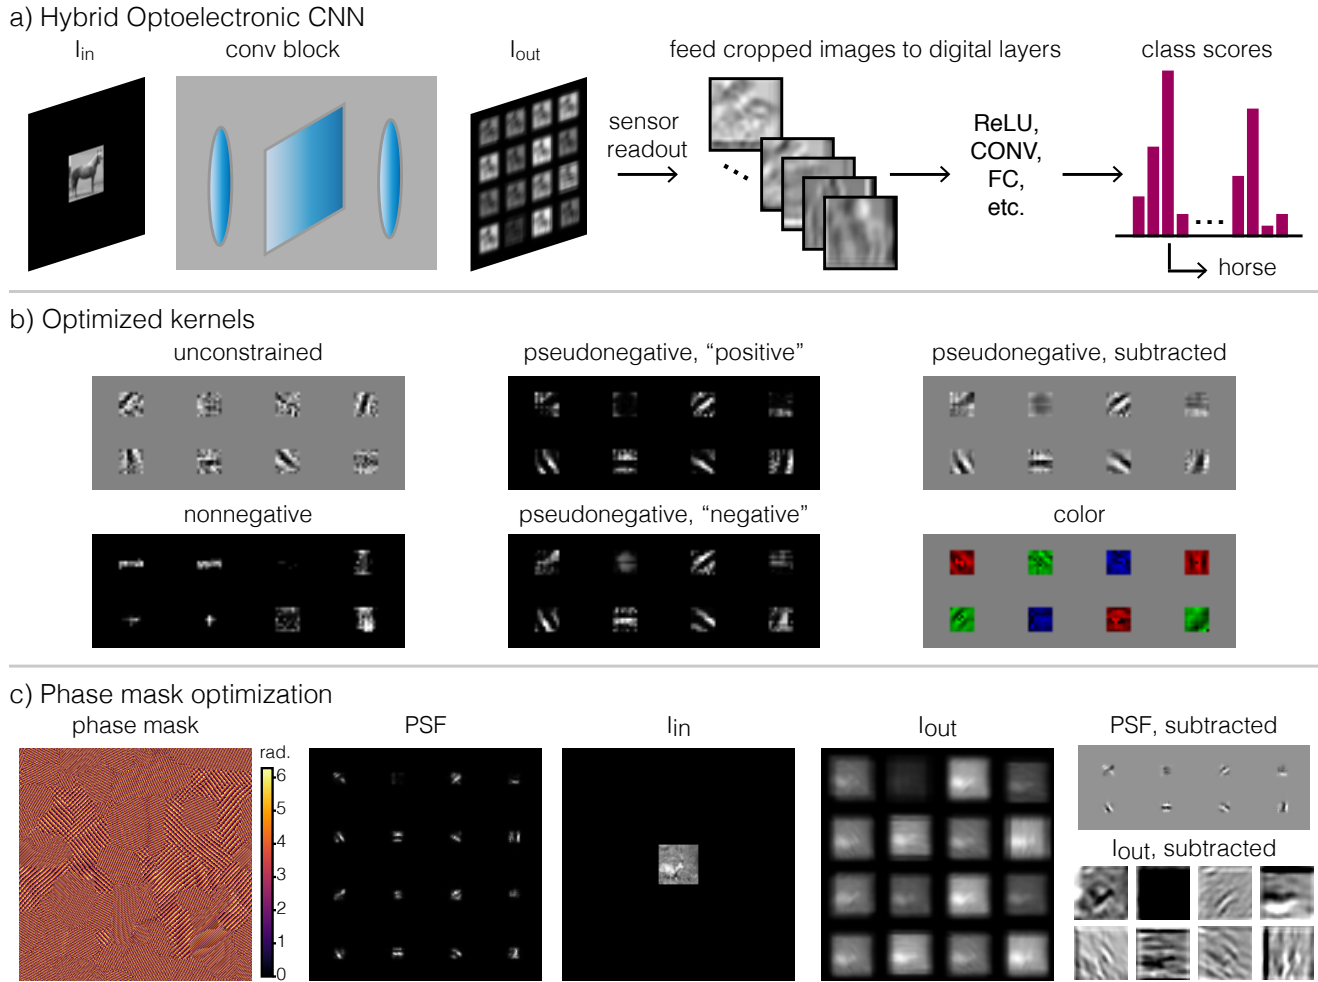 a) Hybrid Optoelectronic CNN
Iin
conv block
Iout
feed cropped images to digital layers
class scores
sensor
readout
ReLU,
CONV,
FC,
etc.
horse
b) Optimized kernels
unconstrained
pseudonegative, “positive”
pseudonegative, subtracted
nonnegative
pseudonegative, “negative”
color
c) Phase mask optimization
phase mask
PSF
Iin
Iout
PSF, subtracted
rad.
6
5
4
3
2
1
0
Iout, subtracted